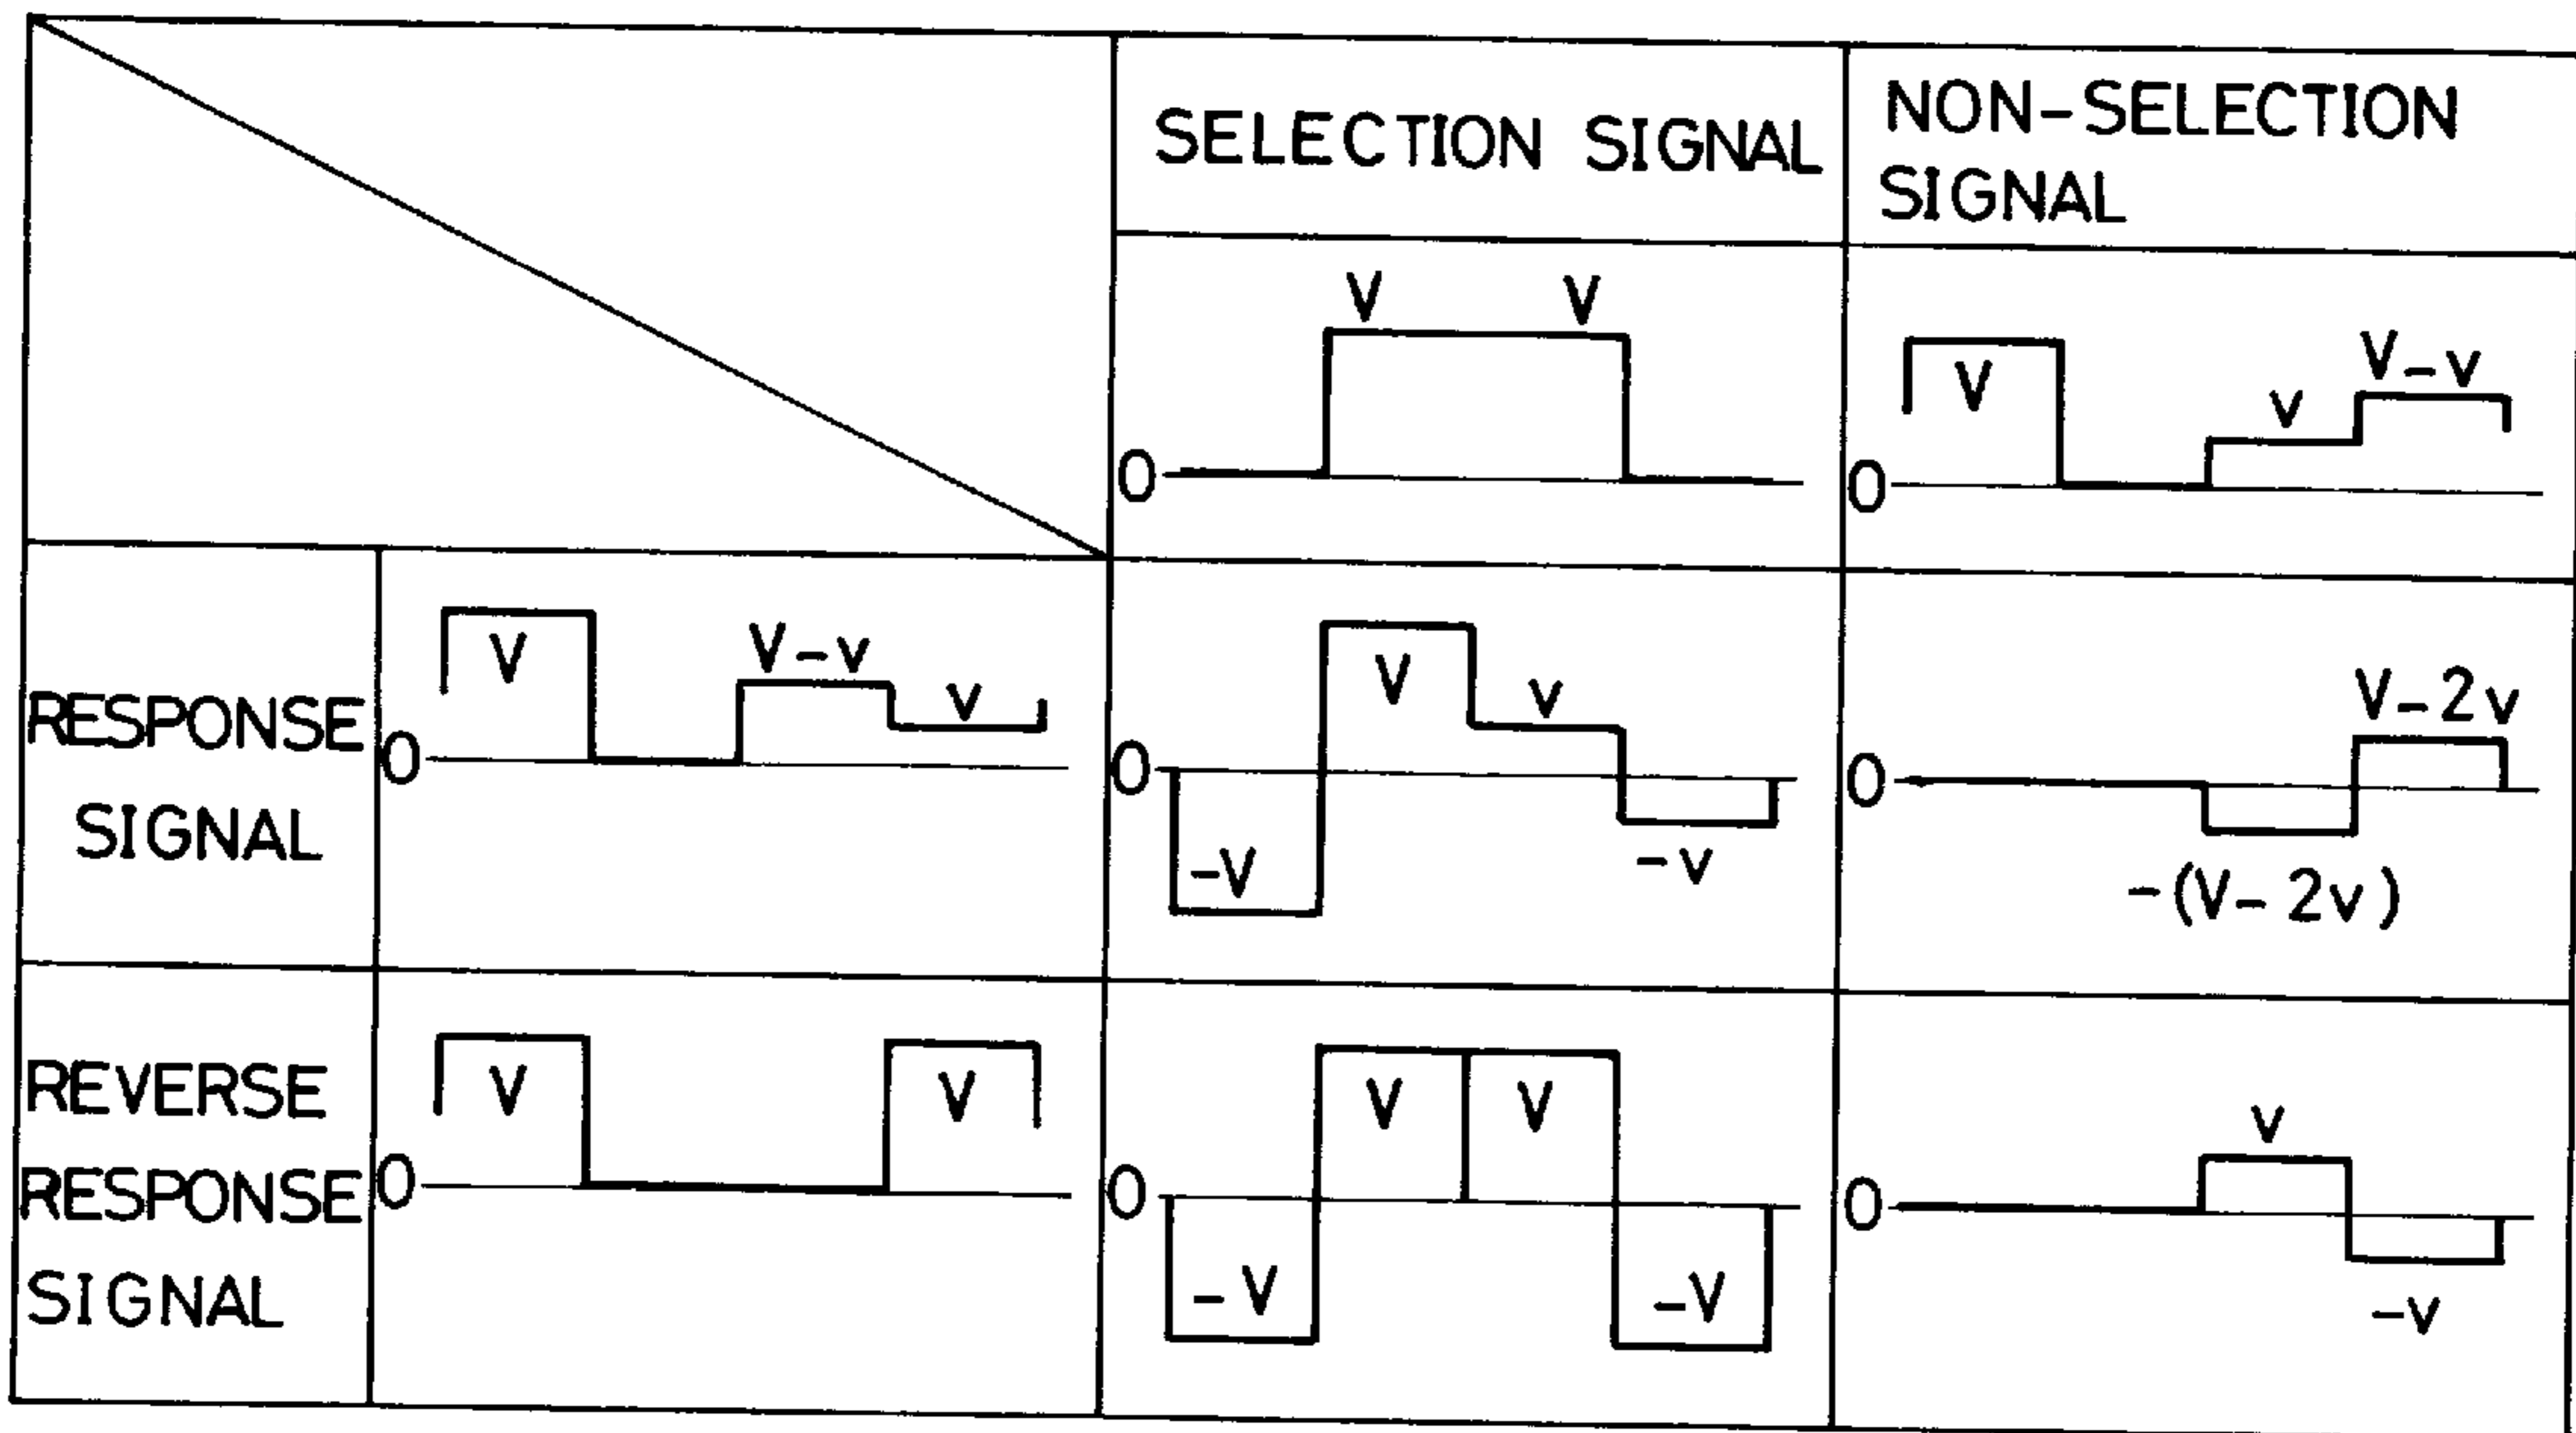 SELECTION SIGNAL
NON-SELECTION
SIGNAL
V V
0
V
v
V-v
0
RESPONSE
SIGNAL
V
V-v
v
0
V
v
0
-V
-v
V-2v
0
-(V-2v)
REVERSE
RESPONSE
SIGNAL
V
V
0
V
V
0
-V
-V
v
0
-v